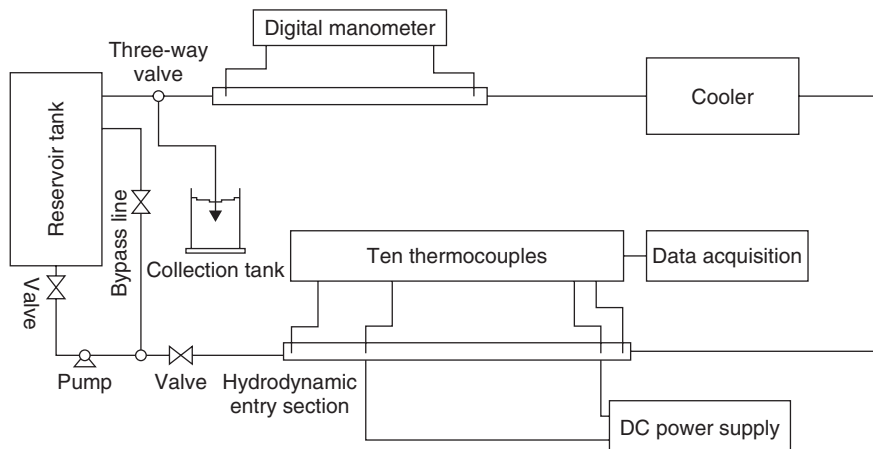 Digital manometer
Three-way
valve
Cooler
Reservoir tank
Bypass line
Collection tank
Ten thermocouples
Data acquisition
Valve
Pump
Valve
Hydrodynamic
entry section
DC power supply